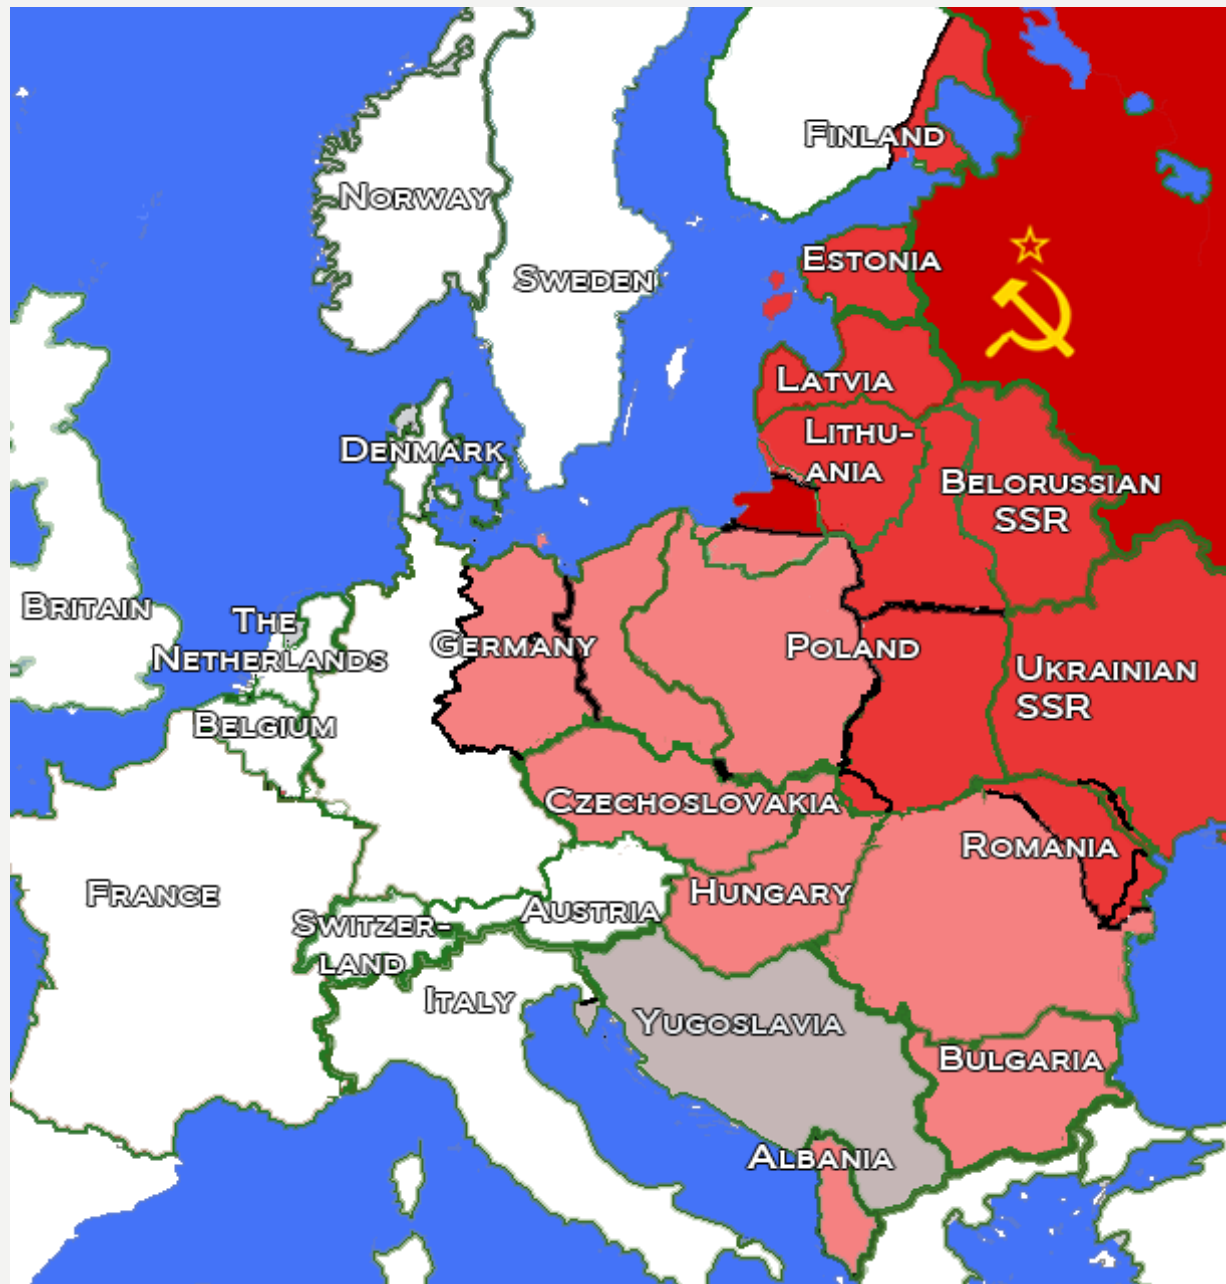 Finland
Norway
Estonia
Sweden
Latvia
Denmark
Lithu-
ania
Belorussian
SSR
Britain
The
Netherlands
Germany
Poland
Ukrainian
SSR
Belgium
Czechoslovakia
Romania
France
Hungary
Austria
Switzer-
land
Italy
Yugoslavia
Bulgaria
Albania